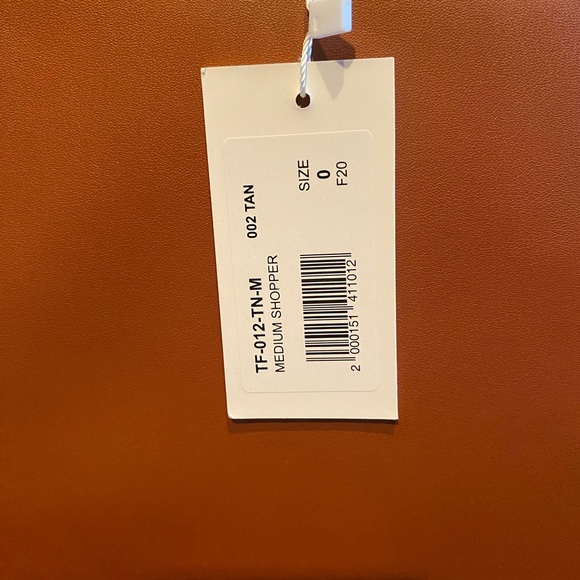 TF-012-TN-M
MEDIUM SHOPPER
002 TAN
SIZE
0
F20
2 000151 411012